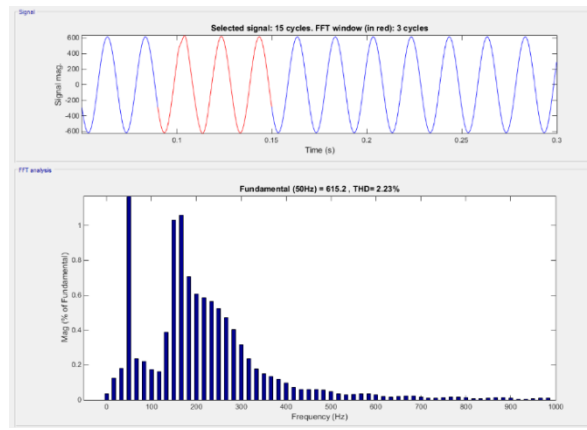 Signal
Selected signal: 15 cycles. FFT window (in red): 3 cycles
600
400
200
0
-200
-400
-600
Signal mag.
0.1
0.15
0.2
0.25
0.3
Time (s)
FFT analysis
Fundamental (50Hz) = 615.2 , THD= 2.23%
1
0.8
0.6
0.4
0.2
0
Mag (% of Fundamental)
0 100 200 300 400 500 600 700 800 900 1000
Frequency (Hz)